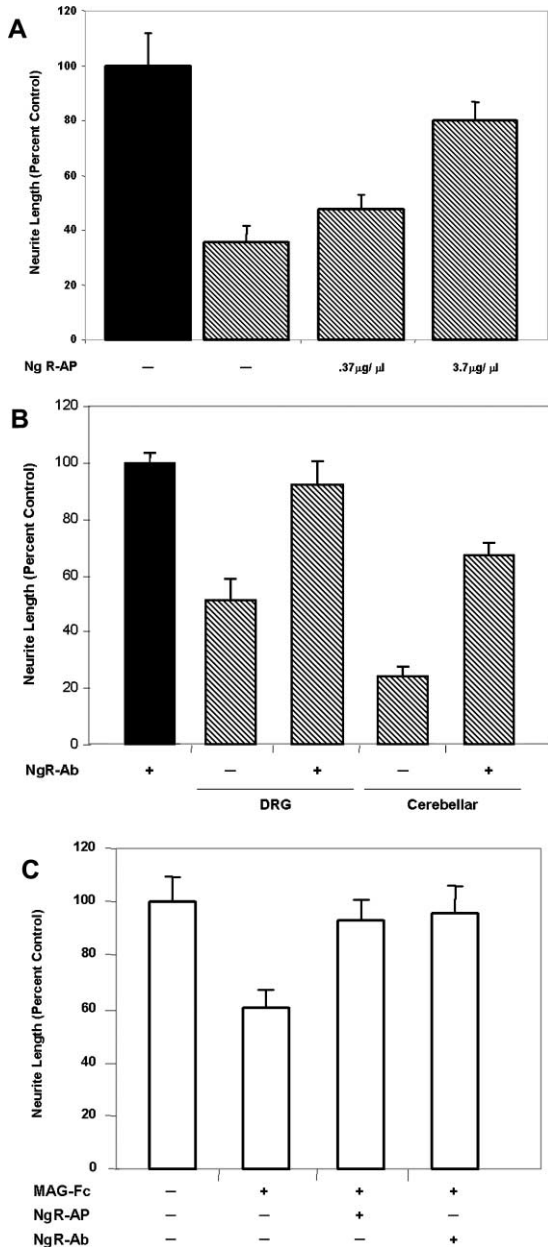 A
Neurite Length (Percent Control)
120
100
80
60
40
20
0
Ng R-AP — — .37µg/ µl 3.7µg/ µl
B
Neurite Length (Percent Control)
120
100
80
60
40
20
0
NgR-Ab + — + — +
DRG Cerebellar
C
Neurite Length (Percent Control)
120
100
80
60
40
20
0
MAG-Fc — + + +
NgR-AP — — + —
NgR-Ab — — — +